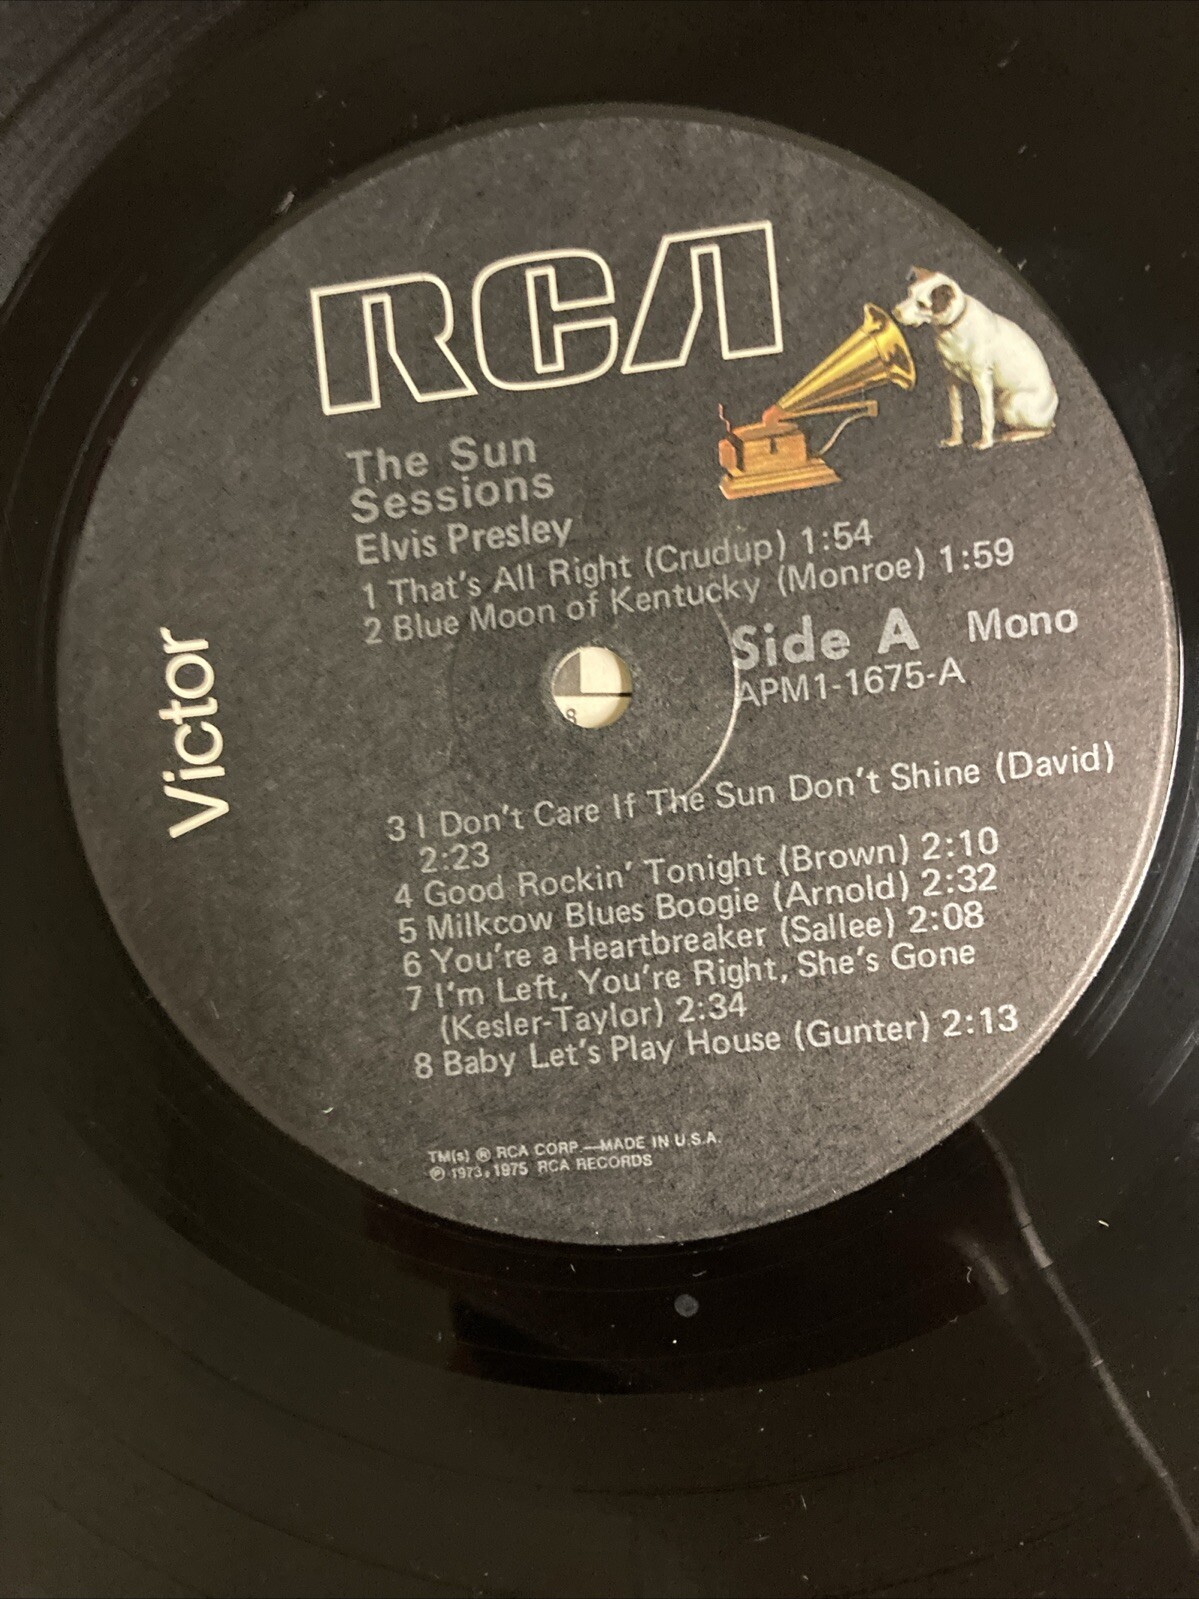 RCA
Victor
The Sun
Sessions
Elvis Presley
1 That's All Right (Crudup) 1:54
2 Blue Moon of Kentucky (Monroe) 1:59
Side A Mono
APM1-1675-A
3 I Don't Care If The Sun Don't Shine (David)
2:23
4 Good Rockin' Tonight (Brown) 2:10
5 Milkcow Blues Boogie (Arnold) 2:32
6 You're a Heartbreaker (Sallee) 2:08
7 I'm Left, You're Right, She's Gone
(Kesler-Taylor) 2:34
8 Baby Let's Play House (Gunter) 2:13
TM(s) ® RCA CORP.—MADE IN U.S.A.
℗ 1973, 1975 RCA RECORDS